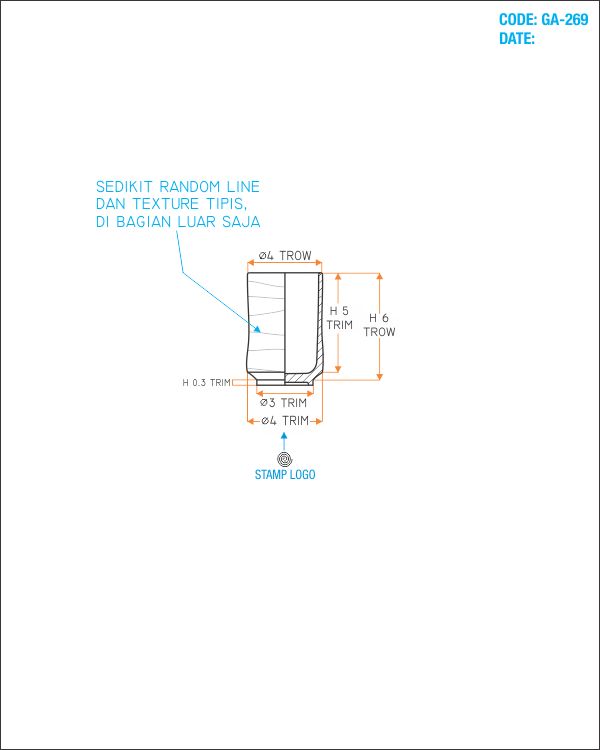 CODE: GA-269
DATE:
SEDIKIT RANDOM LINE
DAN TEXTURE TIPIS,
DI BAGIAN LUAR SAJA
Ø4 TROW
H 5
TRIM
H 6
TROW
H 0.3 TRIM
Ø3 TRIM
Ø4 TRIM
STAMP LOGO